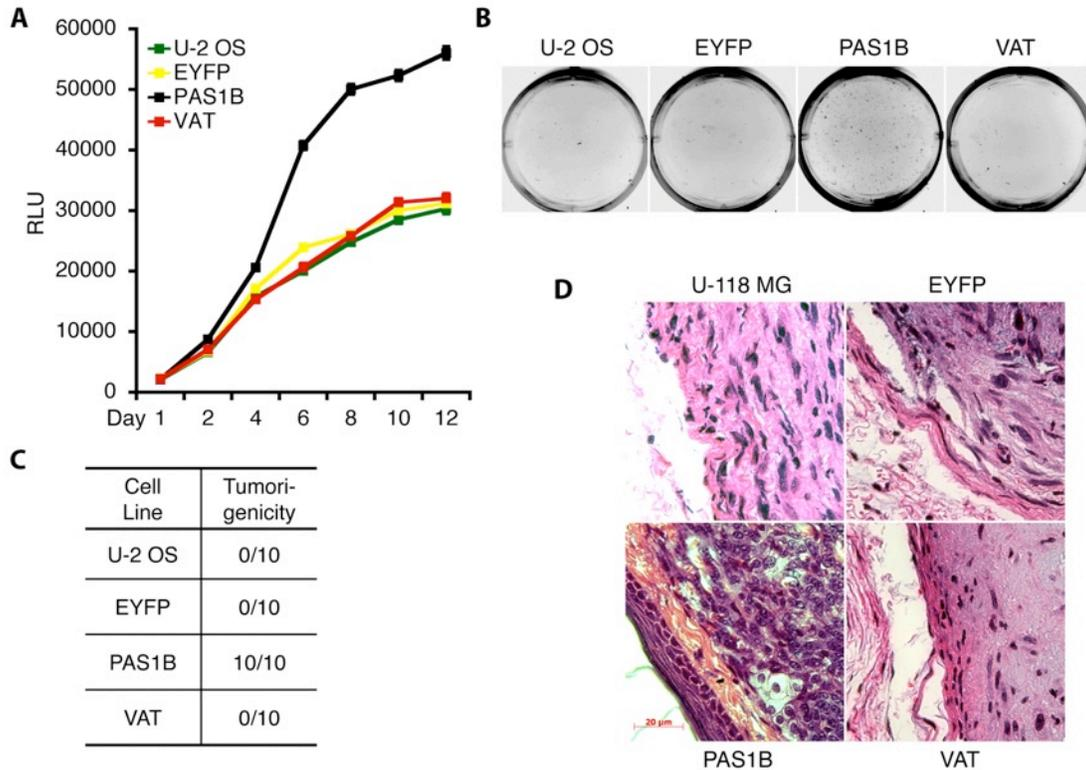 A
60000
50000
40000
30000
20000
10000
0
RLU
U-2 OS
EYFP
PAS1B
VAT
Day 1 2 4 6 8 10 12
B
U-2 OS EYFP PAS1B VAT
C
Cell Line
Tumori-
genicity
U-2 OS 0/10
EYFP 0/10
PAS1B 10/10
VAT 0/10
D
U-118 MG EYFP
20 µm
PAS1B VAT